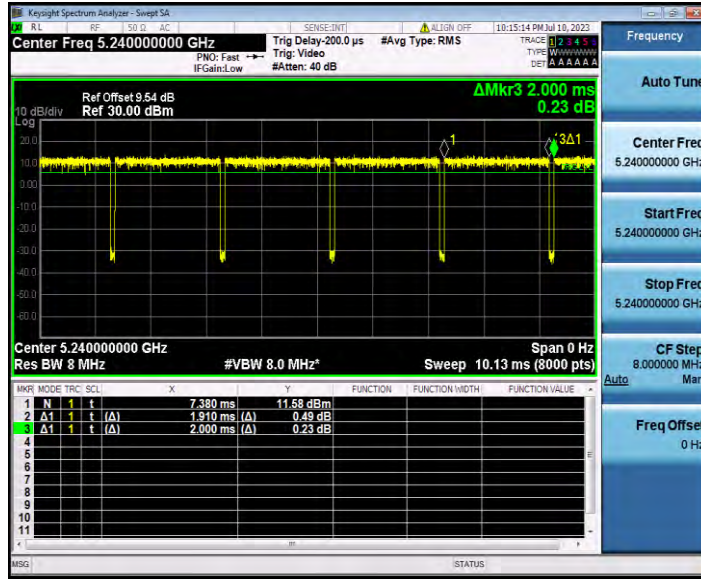 Keysight Spectrum Analyzer - Swept SA
RL RF 50 Ω AC SENSE:INT ALIGN OFF 10:15:14 PM Jul 10, 2023
Center Freq 5.240000000 GHz
PNO: Fast
IFGain:Low
Trig Delay-200.0 µs
Trig: Video
#Atten: 40 dB
#Avg Type: RMS
TRACE 1 2 3 4 5 6
TYPE WWWWWW
DET A A A A A A
Frequency
Auto Tune
Center Freq
5.240000000 GHz
Start Freq
5.240000000 GHz
Stop Freq
5.240000000 GHz
CF Step
8.000000 MHz
Auto Man
Freq Offset
0 Hz
ΔMkr3 2.000 ms
0.23 dB
Ref Offset 9.54 dB
10 dB/div Ref 30.00 dBm
Log
20.0
10.0
0.00
-10.0
-20.0
-30.0
-40.0
-50.0
-60.0
1
3Δ1
Center 5.240000000 GHz Span 0 Hz
Res BW 8 MHz #VBW 8.0 MHz* Sweep 10.13 ms (8000 pts)
MKR MODE TRC SCL X Y FUNCTION FUNCTION WIDTH FUNCTION VALUE
1 N 1 t 7.380 ms 11.58 dBm
2 Δ1 1 t (Δ) 1.910 ms (Δ) 0.49 dB
3 Δ1 1 t (Δ) 2.000 ms (Δ) 0.23 dB
4
5
6
7
8
9
10
11
MSG STATUS